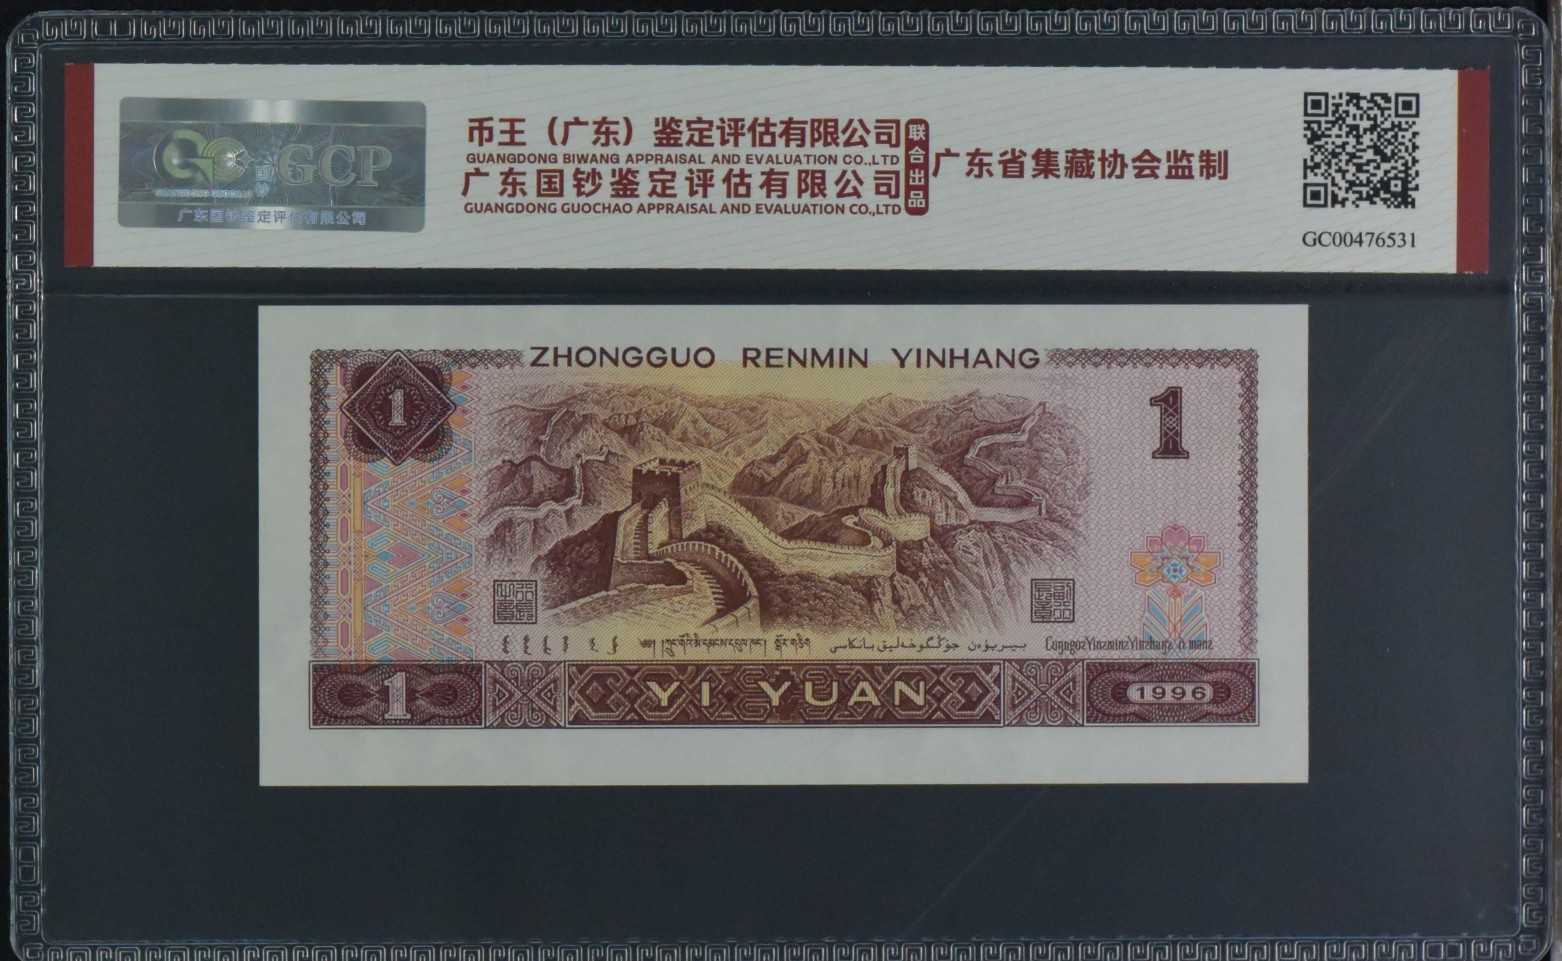 GCP
GUANGDONG GUOCHAO
广东国钞鉴定评估有限公司
币王（广东）鉴定评估有限公司
GUANGDONG BIWANG APPRAISAL AND EVALUATION CO.,LTD
广东国钞鉴定评估有限公司
GUANGDONG GUOCHAO APPRAISAL AND EVALUATION CO.,LTD
联合出品
广东省集藏协会监制
GC00476531
ZHONGGUO RENMIN YINHANG
1
1
1
YI YUAN
1996